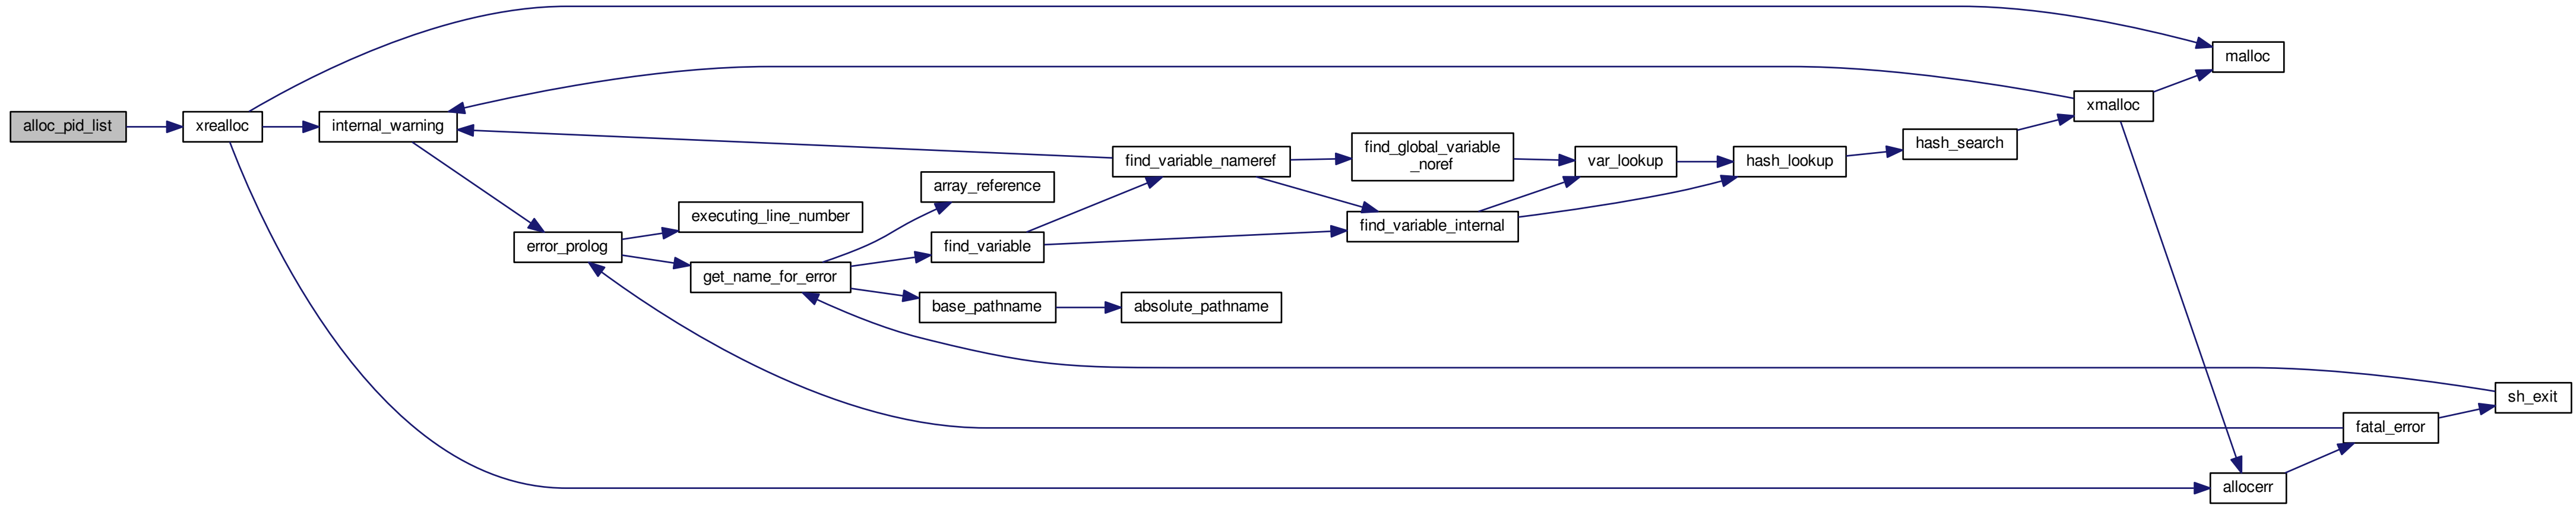 alloc_pid_list
xrealloc
internal_warning
error_prolog
executing_line_number
get_name_for_error
array_reference
find_variable
base_pathname
absolute_pathname
find_variable_nameref
find_global_variable
_noref
find_variable_internal
var_lookup
hash_lookup
hash_search
xmalloc
malloc
allocerr
fatal_error
sh_exit